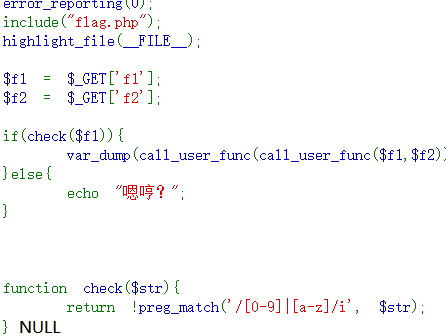 error_reporting(0);
include("flag.php");
highlight_file(__FILE__);
$f1 = $_GET['f1'];
$f2 = $_GET['f2'];
if(check($f1)){
var_dump(call_user_func(call_user_func($f1,$f2))
}else{
echo "嗯哼?";
}
function check($str){
return !preg_match('/[0-9]|[a-z]/i', $str);
} NULL